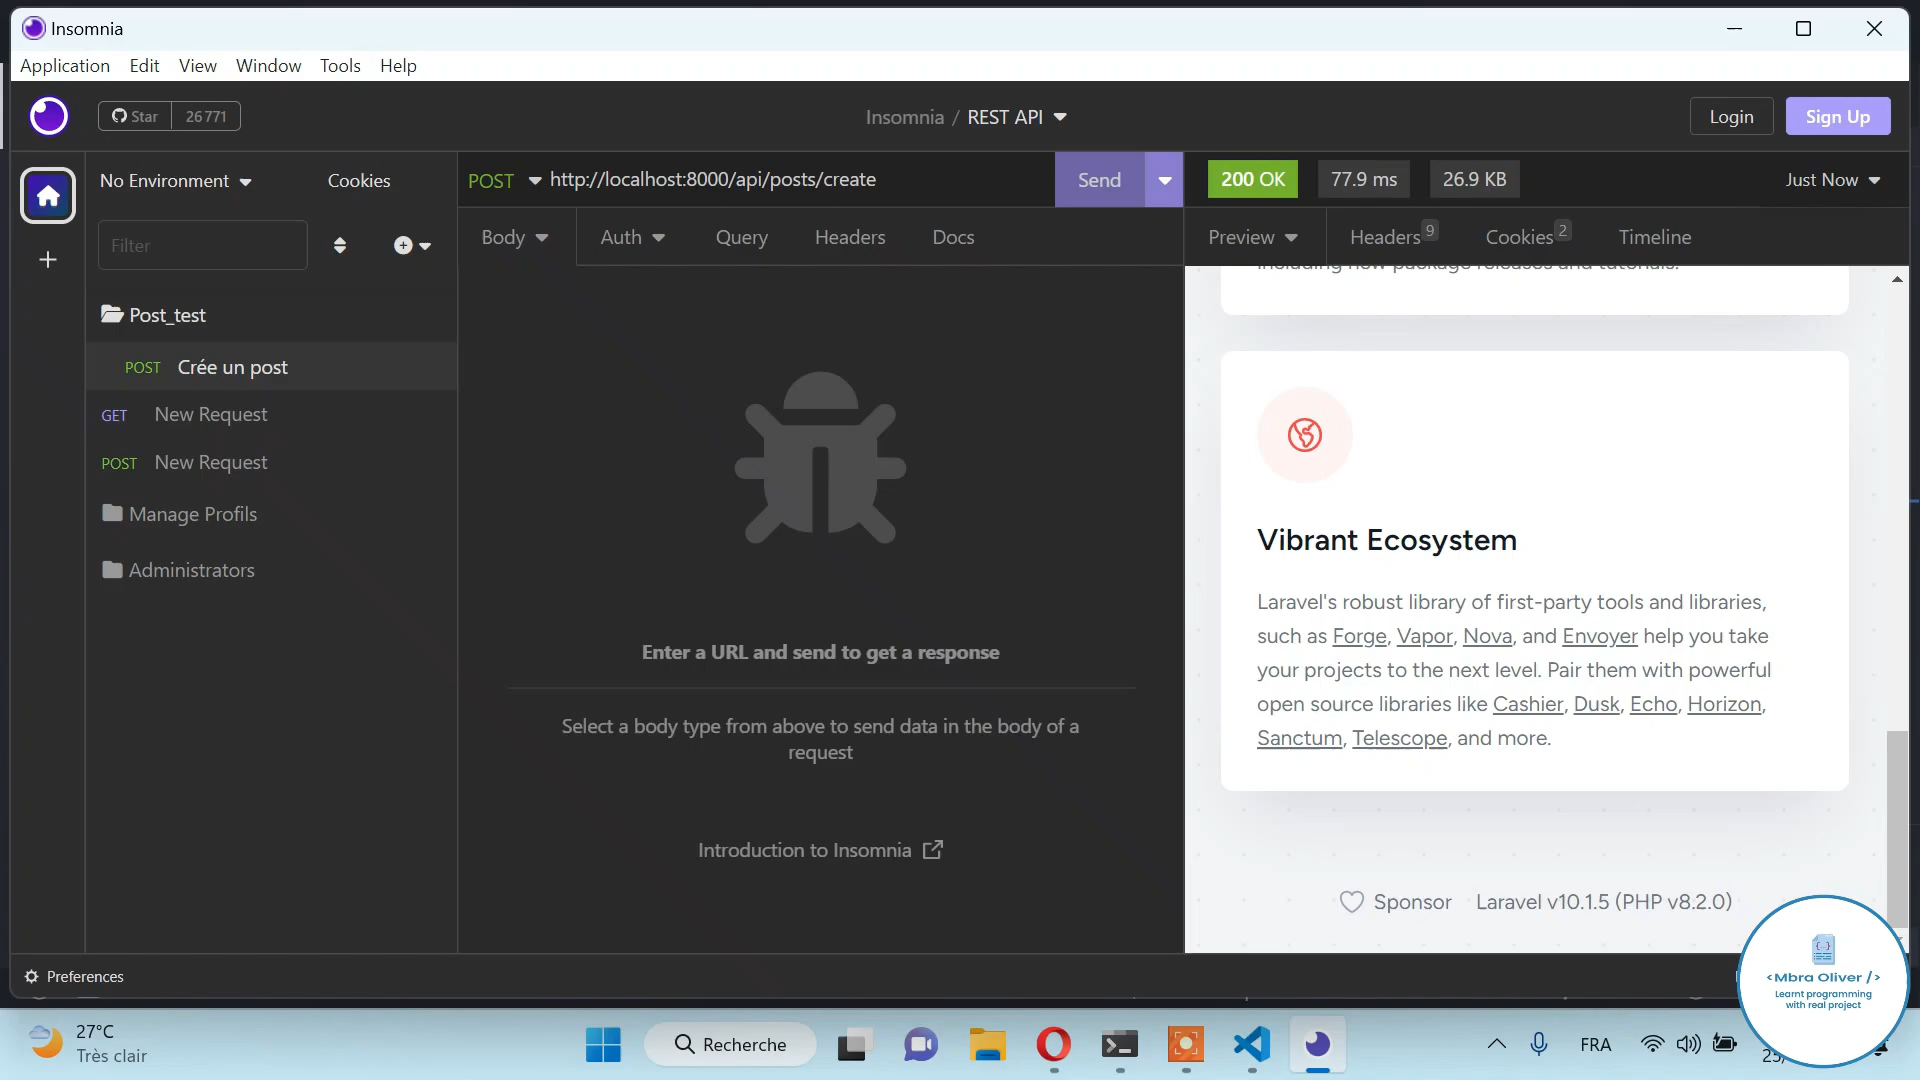 Insomnia
Application Edit View Window Tools Help
Star 26 771
Insomnia / REST API
Login
Sign Up
No Environment
Cookies
POST http://localhost:8000/api/posts/create
Send
200 OK
77.9 ms
26.9 KB
Just Now
Filter
Body
Auth
Query
Headers
Docs
Preview
Headers 9
Cookies 2
Timeline
Post_test
POST Crée un post
GET New Request
POST New Request
Manage Profils
Administrators
Enter a URL and send to get a response
Select a body type from above to send data in the body of a
request
Introduction to Insomnia
including new package releases and tutorials.
Vibrant Ecosystem
Laravel's robust library of first-party tools and libraries,
such as Forge, Vapor, Nova, and Envoyer help you take
your projects to the next level. Pair them with powerful
open source libraries like Cashier, Dusk, Echo, Horizon,
Sanctum, Telescope, and more.
Sponsor Laravel v10.1.5 (PHP v8.2.0)
Preferences
{..}
<Mbra Oliver />
Learnt programming
with real project
27°C
Très clair
Recherche
FRA